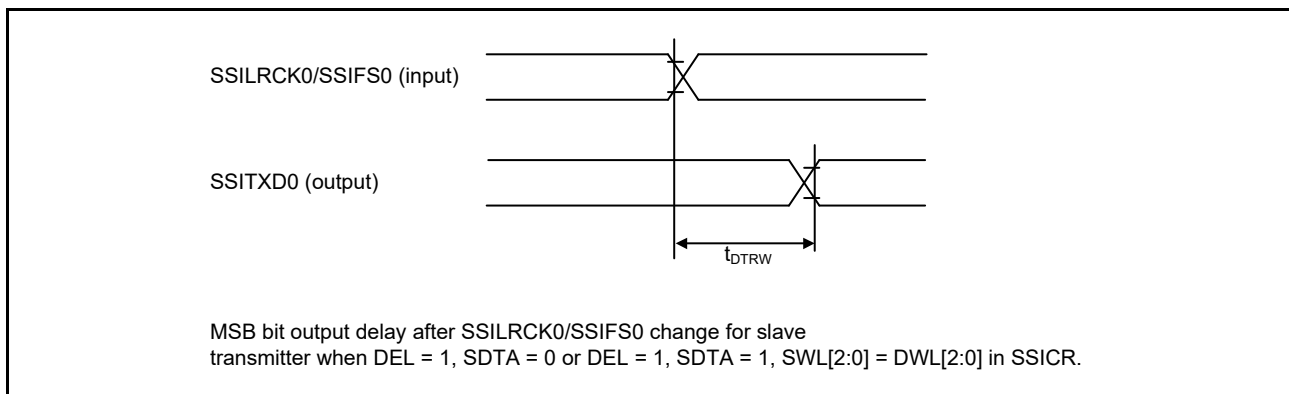 SSILRCK0/SSIFS0 (input)
SSITXD0 (output)
tDTRW
MSB bit output delay after SSILRCK0/SSIFS0 change for slave
transmitter when DEL = 1, SDTA = 0 or DEL = 1, SDTA = 1, SWL[2:0] = DWL[2:0] in SSICR.